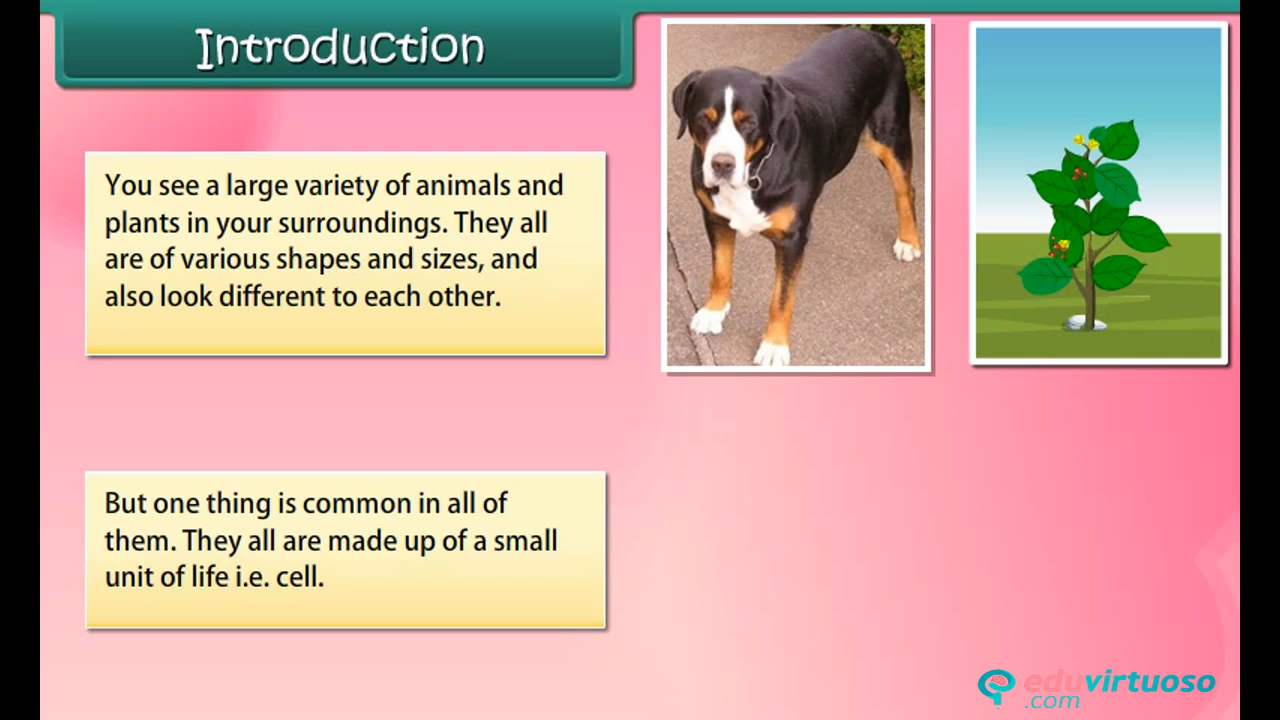 Introduction
You see a large variety of animals and
plants in your surroundings. They all
are of various shapes and sizes, and
also look different to each other.
But one thing is common in all of
them. They all are made up of a small
unit of life i.e. cell.
eduvirtuoso
.com